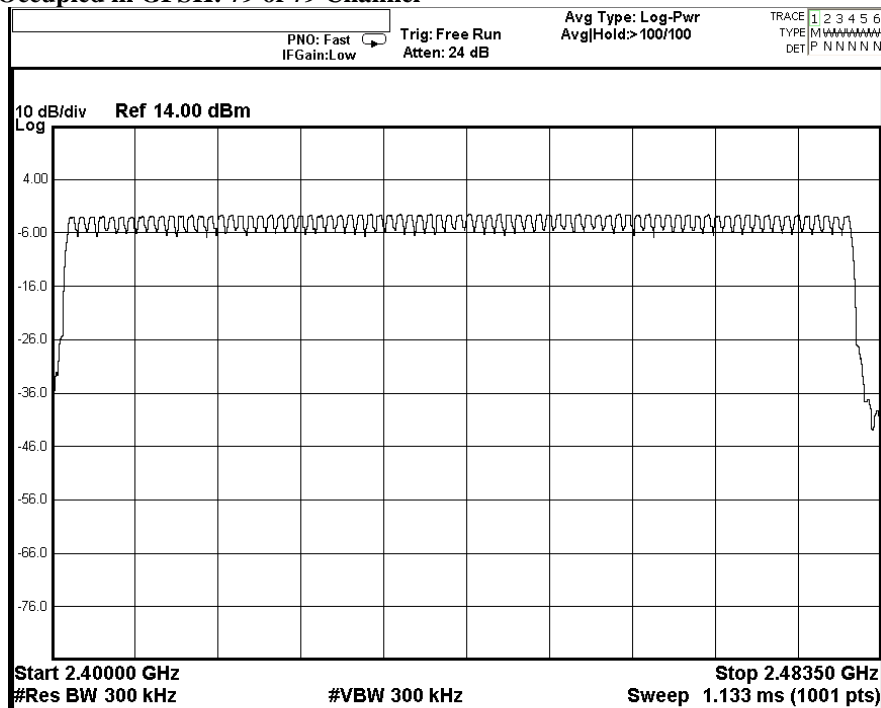 Occupied in GFSK: 79 of 79 Channel
PNO: Fast
IFGain:Low
Trig: Free Run
Atten: 24 dB
Avg Type: Log-Pwr
Avg|Hold:>100/100
TRACE 1 2 3 4 5 6
TYPE M
DET P N N N N N
10 dB/div Ref 14.00 dBm
Log
4.00
-6.00
-16.0
-26.0
-36.0
-46.0
-56.0
-66.0
-76.0
Start 2.40000 GHz Stop 2.48350 GHz
#Res BW 300 kHz #VBW 300 kHz Sweep 1.133 ms (1001 pts)